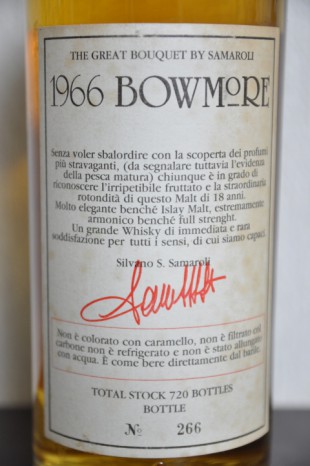 THE GREAT BOUQUET BY SAMAROLI
1966 BOWMORE
Senza voler sbalordire con la scoperta dei profumi
più stravaganti, (da segnalare tuttavia l'evidenza
della pesca matura) chiunque è in grado di
riconoscere l'irripetibile fruttato e la straordinaria
rotondità di questo Malt di 18 anni.
Molto elegante benchè Islay Malt, estremamente
armonico benchè full strenght.
Un grande Whisky di immediata e rara
soddisfazione per tutti i sensi, di cui siamo capaci.
Silvano S. Samaroli
Non è colorato con caramello, non è filtrato col
carbone non è refrigerato e non è stato allungato
con acqua. È come bere direttamente dal barile.
TOTAL STOCK 720 BOTTLES
BOTTLE
No 266